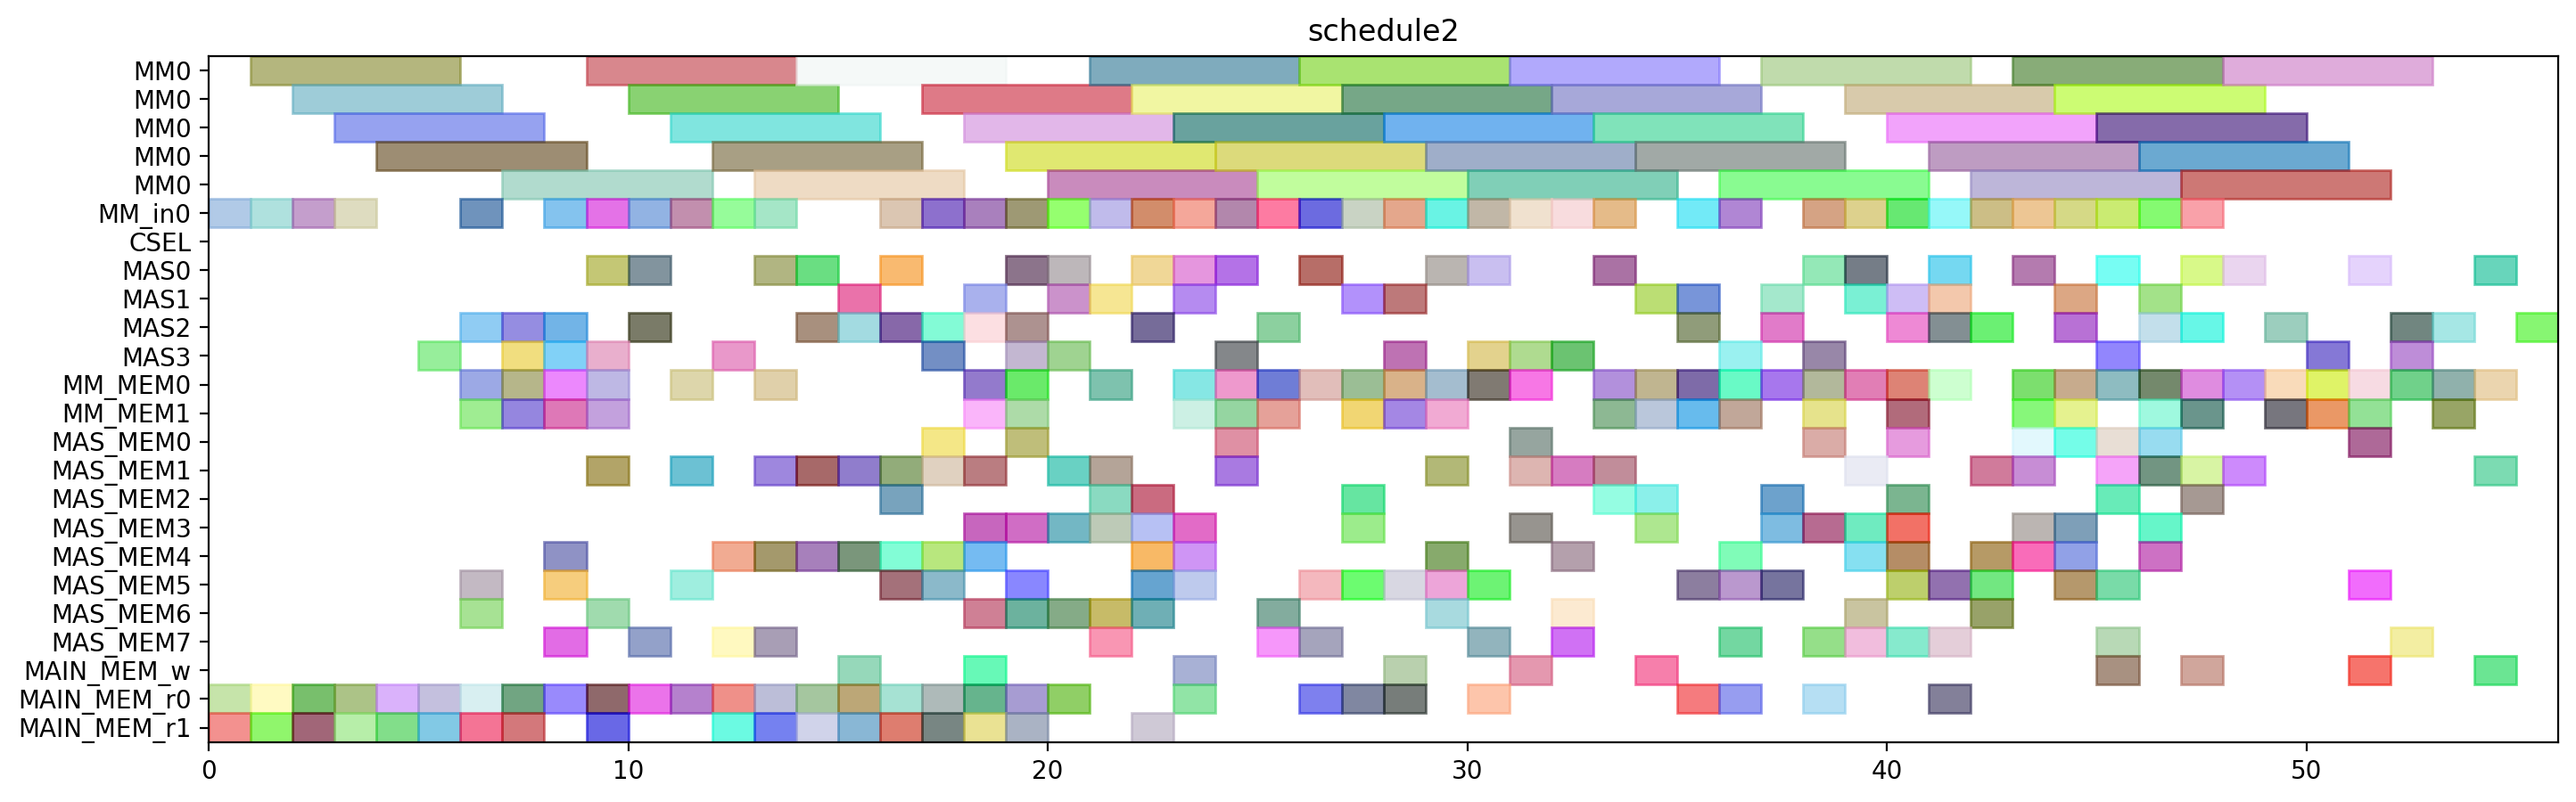 schedule2
MM0
MM0
MM0
MM0
MM0
MM_in0
CSEL
MAS0
MAS1
MAS2
MAS3
MM_MEM0
MM_MEM1
MAS_MEM0
MAS_MEM1
MAS_MEM2
MAS_MEM3
MAS_MEM4
MAS_MEM5
MAS_MEM6
MAS_MEM7
MAIN_MEM_w
MAIN_MEM_r0
MAIN_MEM_r1
0 10 20 30 40 50